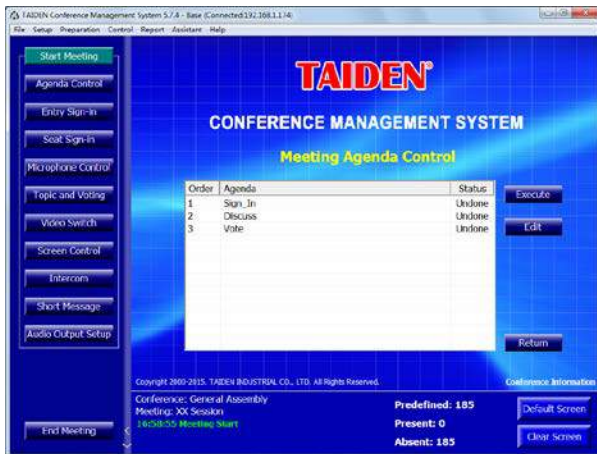 TAIDEN Conference Management System 5.7.4 - Base (Connected:192.168.1.174)
File Setup Preparation Control Report Assistant Help
Start Meeting
Agenda Control
Entry Sign-in
Seat Sign-in
Microphone Control
Topic and Voting
Video Switch
Screen Control
Intercom
Short Message
Audio Output Setup
End Meeting
TAIDEN®
CONFERENCE MANAGEMENT SYSTEM
Meeting Agenda Control
Order Agenda Status
1 Sign_In Undone
2 Discuss Undone
3 Vote Undone
Execute
Edit
Return
Copyright 2003-2015. TAIDEN INDUSTRIAL CO., LTD. All Rights Reserved.
Conference Information
Conference: General Assembly
Meeting: XX Session
16:58:55 Meeting Start
Predefined: 185
Present: 0
Absent: 185
Default Screen
Clear Screen